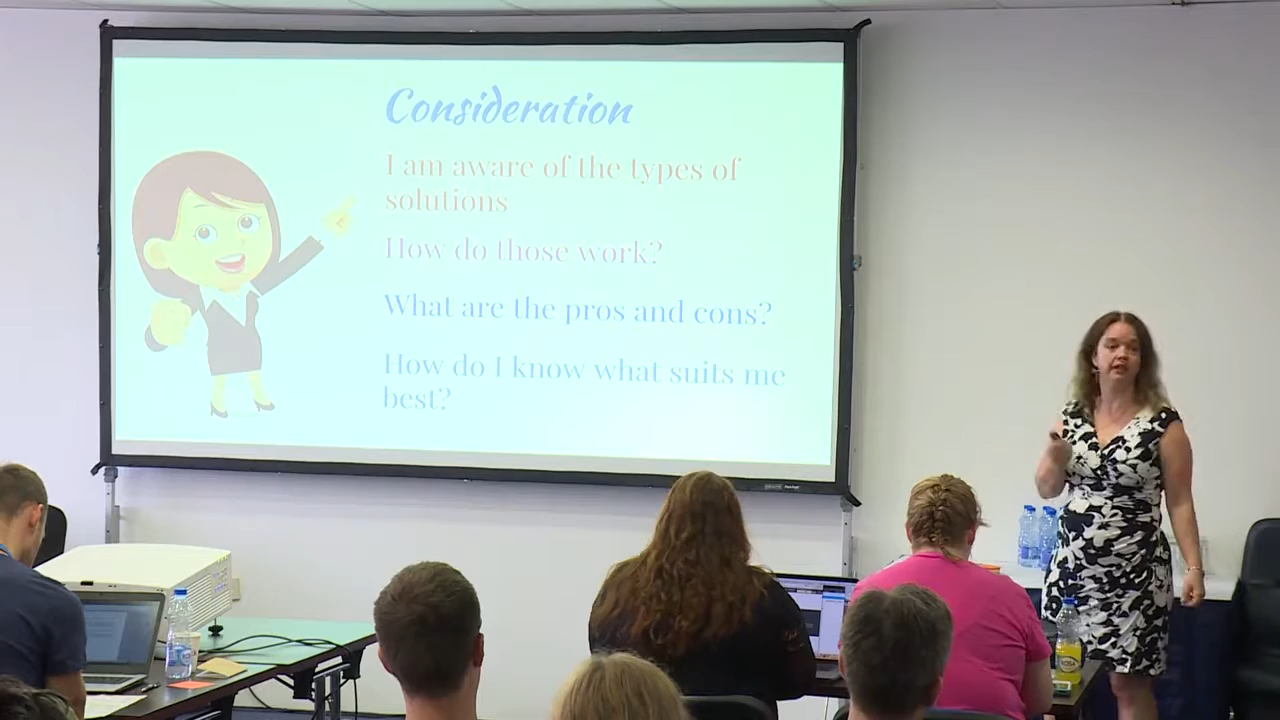 Consideration
I am aware of the types of
solutions
How do those work?
What are the pros and cons?
How do I know what suits me
best?